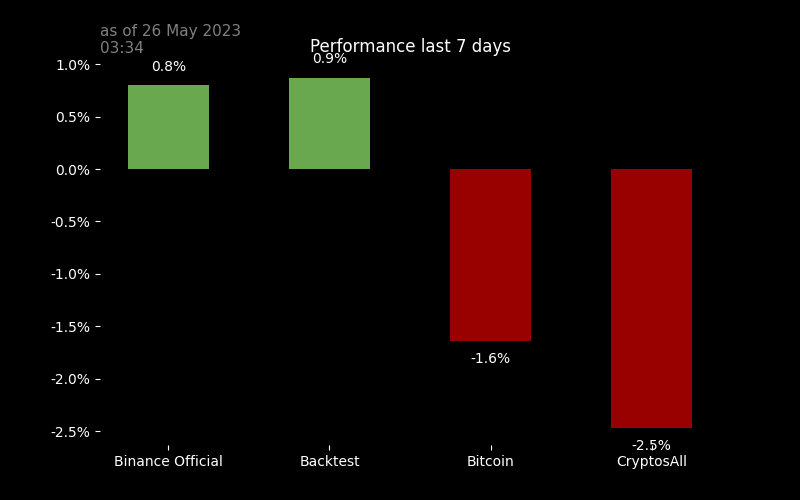 as of 26 May 2023
03:34
Performance last 7 days
1.0%
0.5%
0.0%
-0.5%
-1.0%
-1.5%
-2.0%
-2.5%
0.8%
0.9%
-1.6%
-2.5%
Binance Official
Backtest
Bitcoin
CryptosAll